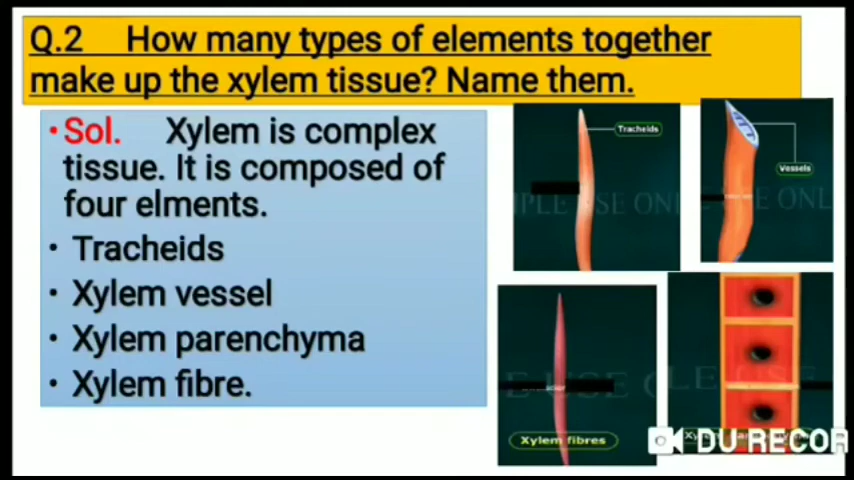 Q.2 How many types of elements together
make up the xylem tissue? Name them.
• Sol. Xylem is complex
tissue. It is composed of
four elments.
• Tracheids
• Xylem vessel
• Xylem parenchyma
• Xylem fibre.
Tracheids
Vessels
Xylem fibres
DU RECOR